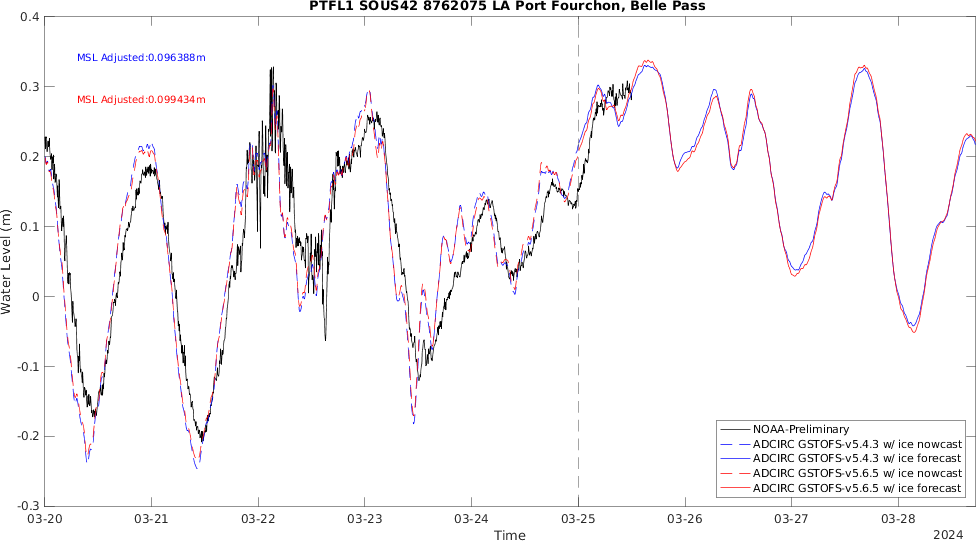 PTFL1 SOUS42 8762075 LA Port Fourchon, Belle Pass
0.4
MSL Adjusted:0.096388m
0.3
MSL Adjusted:0.099434m
0.2
0.1
Water Level (m)
0
-0.1
-0.2
-0.3
NOAA-Preliminary
ADCIRC GSTOFS-v5.4.3 w/ ice nowcast
ADCIRC GSTOFS-v5.4.3 w/ ice forecast
ADCIRC GSTOFS-v5.6.5 w/ ice nowcast
ADCIRC GSTOFS-v5.6.5 w/ ice forecast
03-20 03-21 03-22 03-23 03-24 03-25 03-26 03-27 03-28
Time
2024